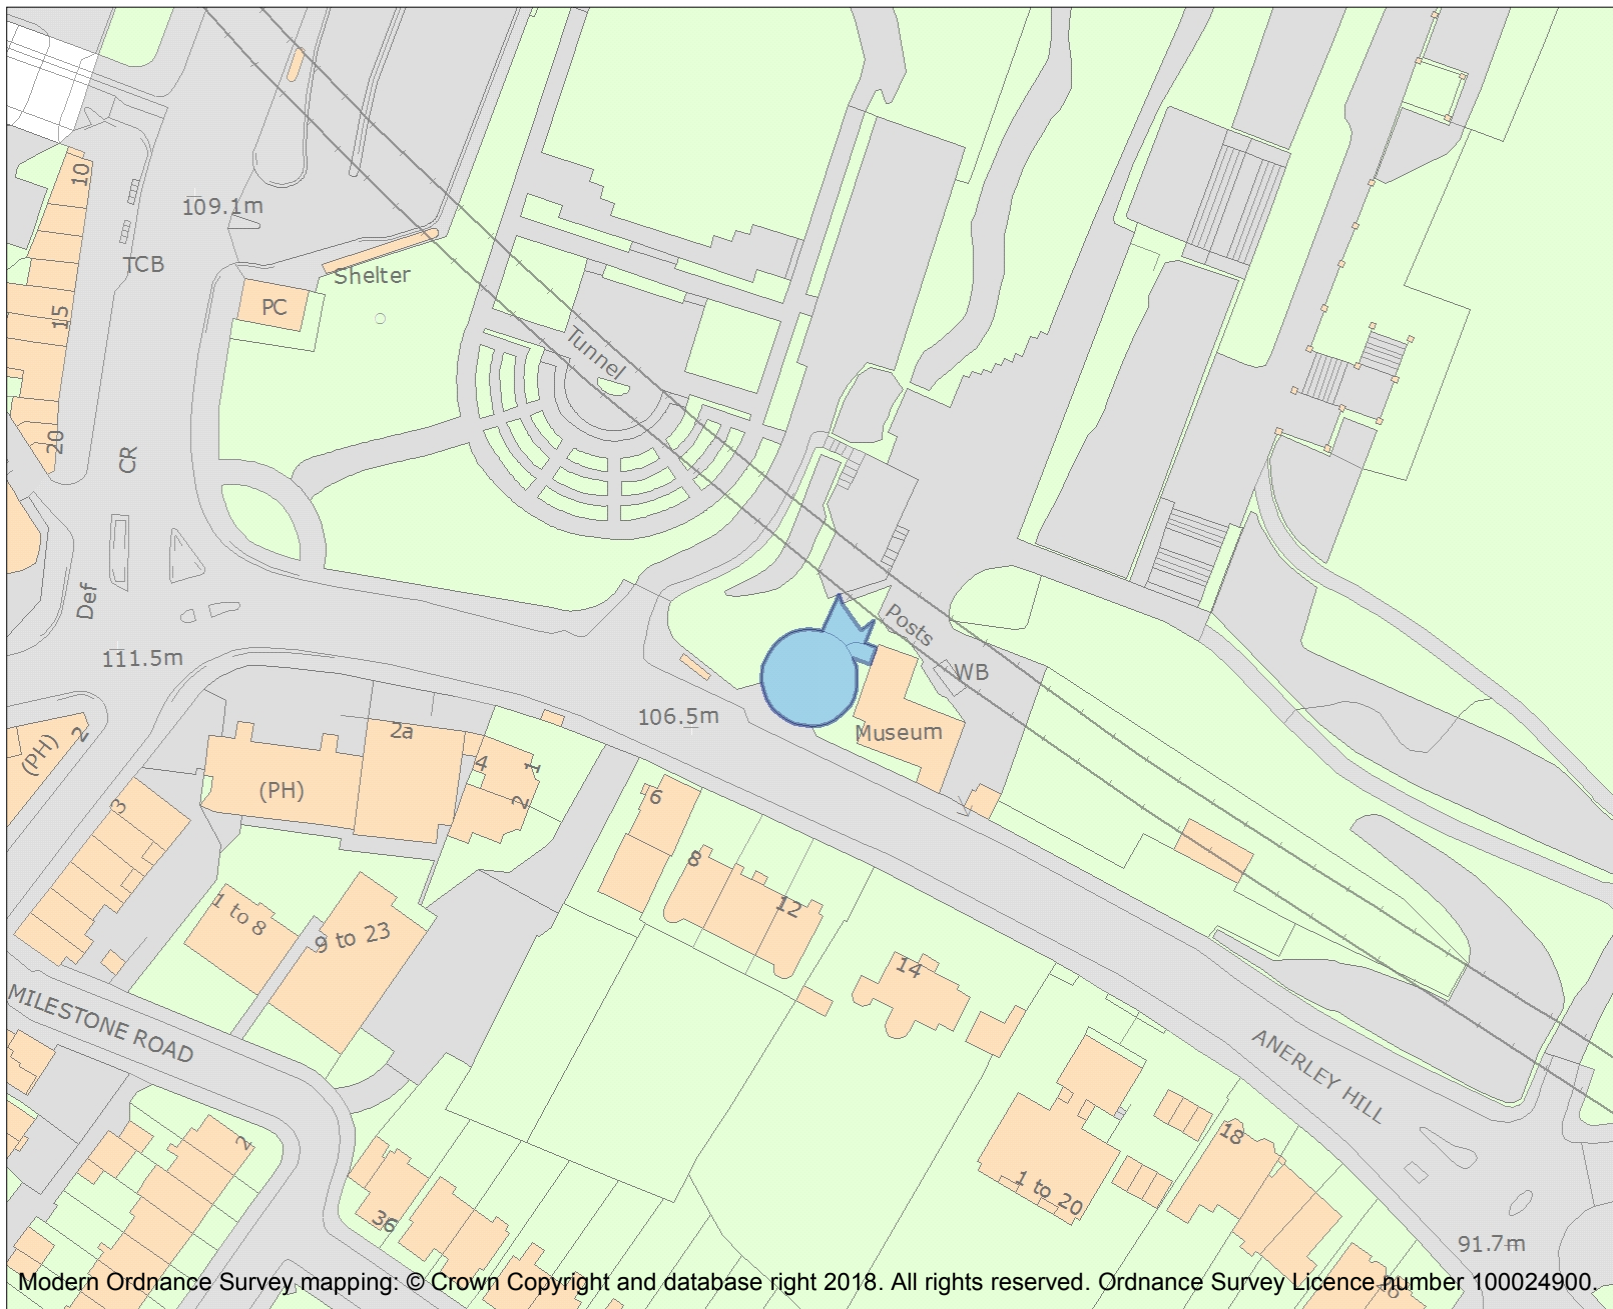 10
109.1m
TCB
Shelter
PC
15
Tunnel
20
CR
Def
Posts
111.5m
WB
106.5m
Museum
2
(PH)
2a
4
1
2
(PH)
3
6
8
12
1 to 8
9 to 23
14
MILESTONE ROAD
ANERLEY HILL
18
2
1 to 20
36
91.7m
Modern Ordnance Survey mapping: © Crown Copyright and database right 2018. All rights reserved. Ordnance Survey Licence number 100024900.